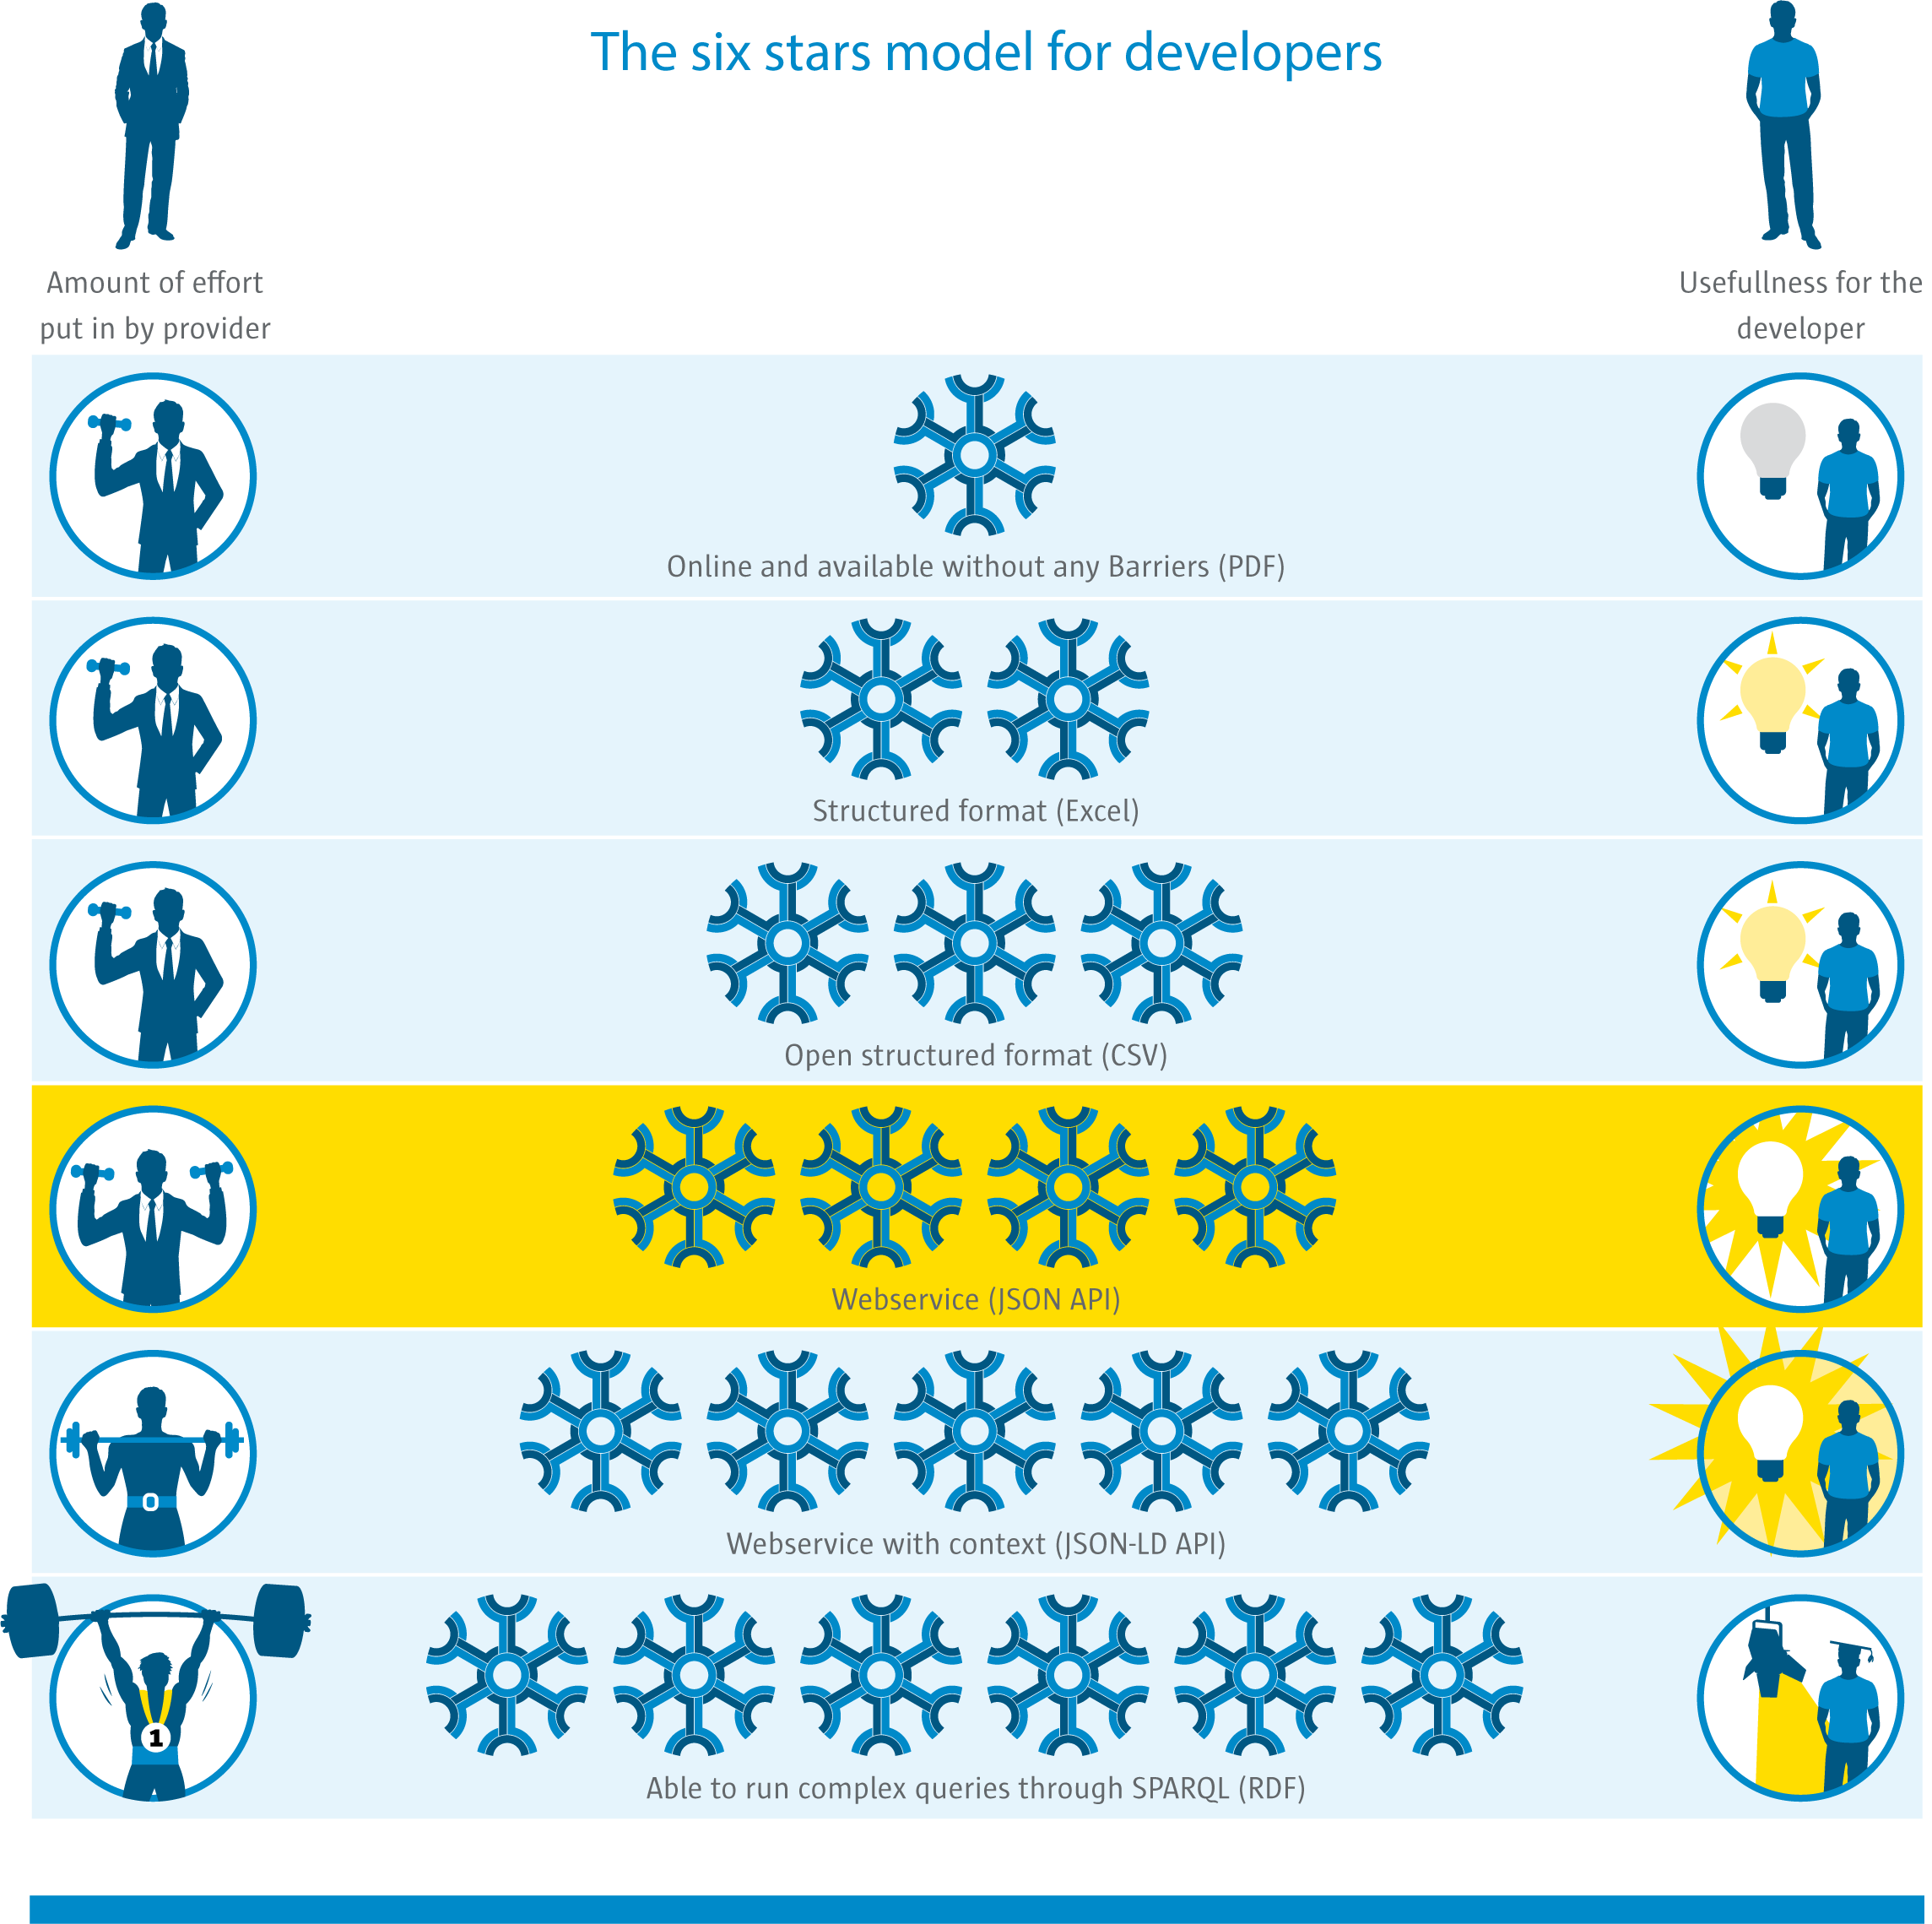 The six stars model for developers
Amount of effort
put in by provider
Usefullness for the
developer
Online and available without any Barriers (PDF)
Structured format (Excel)
Open structured format (CSV)
Webservice (JSON API)
Webservice with context (JSON-LD API)
1
Able to run complex queries through SPARQL (RDF)